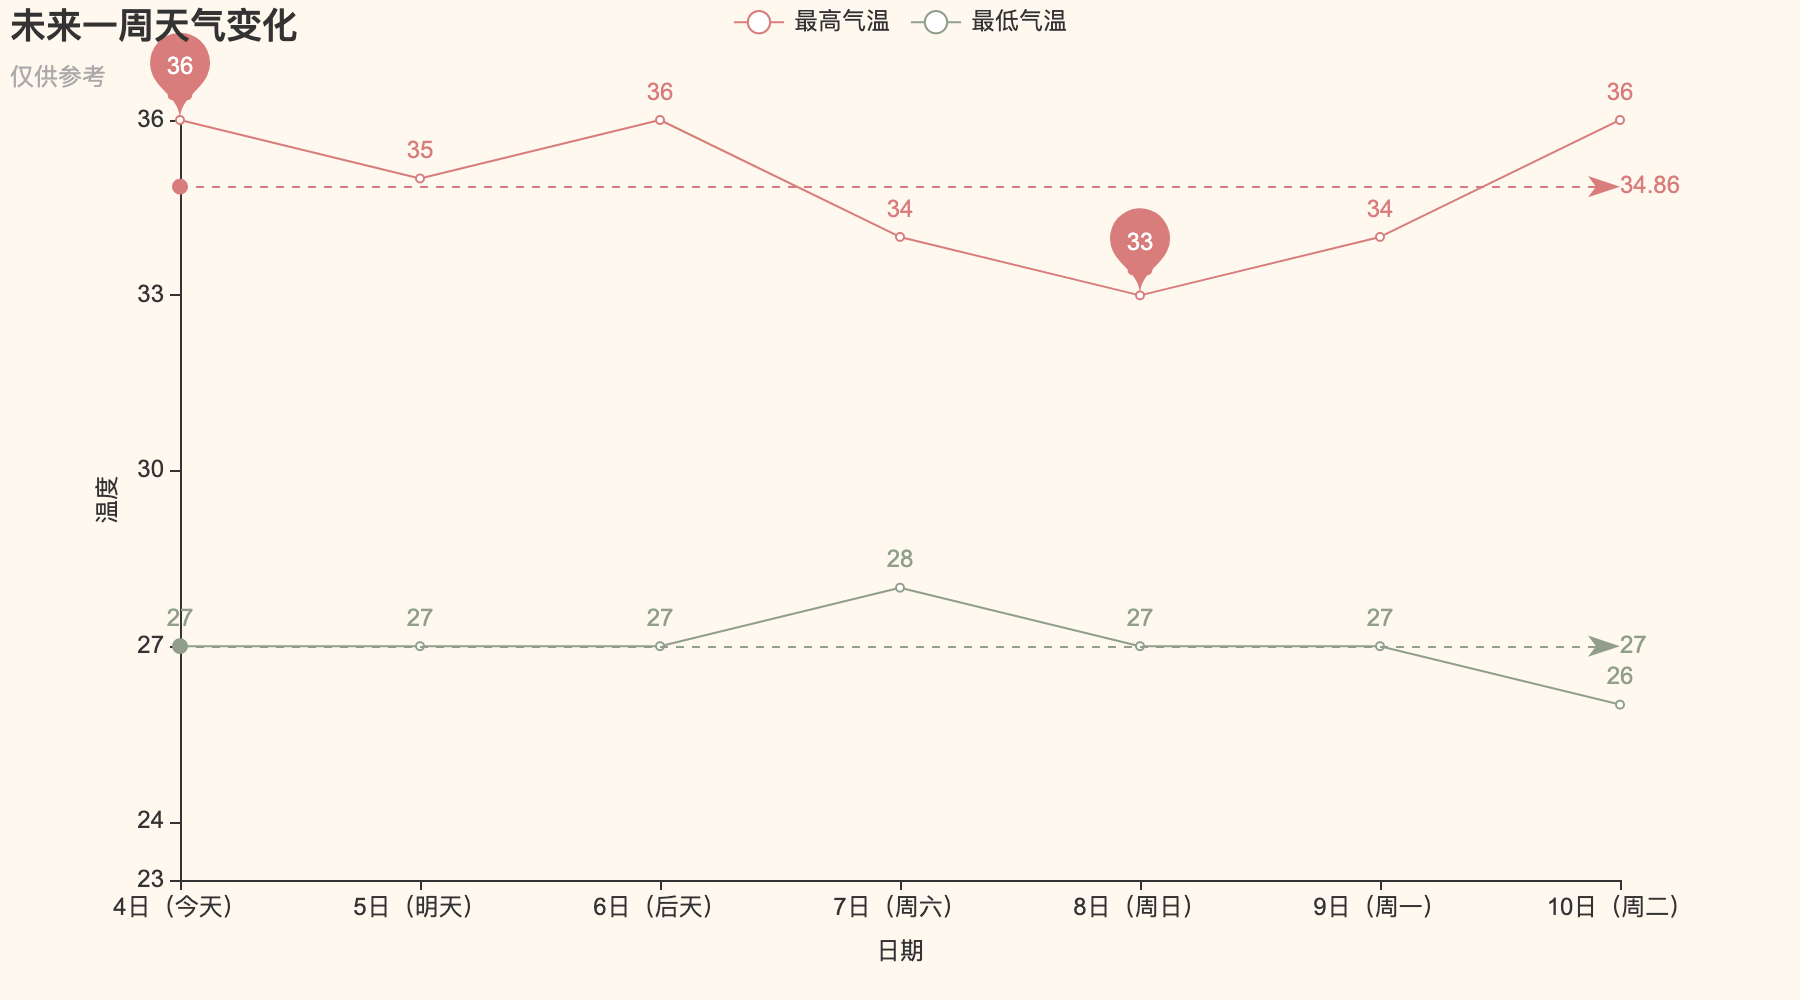 未来一周天气变化
仅供参考
最高气温
最低气温
36
35
36
34
33
34
36
34.86
27
27
27
28
27
27
26
27
温度
36
33
30
27
24
23
4日（今天）
5日（明天）
6日（后天）
7日（周六）
8日（周日）
9日（周一）
10日（周二）
日期